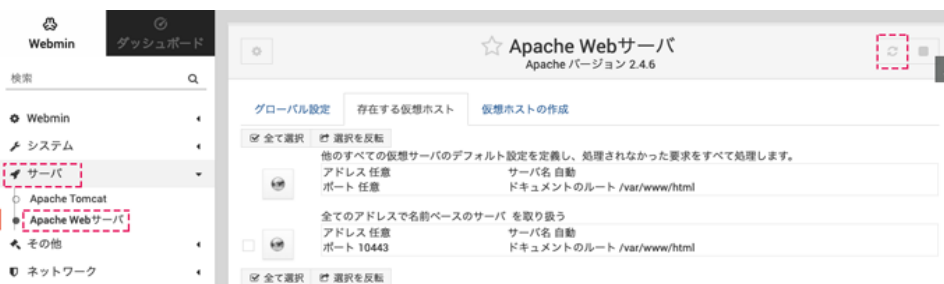 Webmin
ダッシュボード
検索
Webmin
システム
サーバ
Apache Tomcat
Apache Webサーバ
その他
ネットワーク
Apache Webサーバ
Apache バージョン 2.4.6
グローバル設定 存在する仮想ホスト 仮想ホストの作成
全て選択 選択を反転
他のすべての仮想サーバのデフォルト設定を定義し、処理されなかった要求をすべて処理します。
アドレス 任意 サーバ名 自動
ポート 任意 ドキュメントのルート /var/www/html
全てのアドレスで名前ベースのサーバ を取り扱う
アドレス 任意 サーバ名 自動
ポート 10443 ドキュメントのルート /var/www/html
全て選択 選択を反転